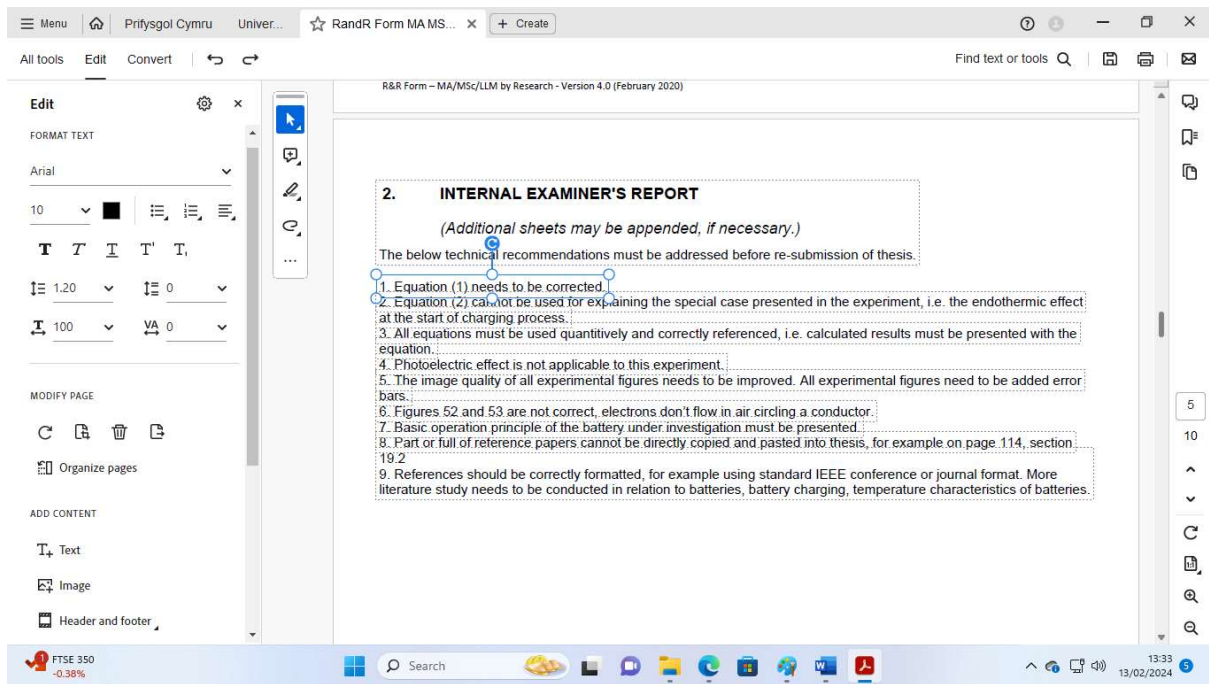 Menu
Prifysgol Cymru
Univer...
RandR Form MA MS...
+ Create
All tools
Edit
Convert
Find text or tools
Edit
FORMAT TEXT
Arial
10
T T T T' T,
1.20
0
100
VA 0
MODIFY PAGE
Organize pages
ADD CONTENT
Text
Image
Header and footer
R&R Form – MA/MSc/LLM by Research - Version 4.0 (February 2020)
2. INTERNAL EXAMINER'S REPORT
(Additional sheets may be appended, if necessary.)
The below technical recommendations must be addressed before re-submission of thesis.
1. Equation (1) needs to be corrected.
2. Equation (2) cannot be used for explaining the special case presented in the experiment, i.e. the endothermic effect
at the start of charging process.
3. All equations must be used quantitively and correctly referenced, i.e. calculated results must be presented with the
equation.
4. Photoelectric effect is not applicable to this experiment.
5. The image quality of all experimental figures needs to be improved. All experimental figures need to be added error
bars.
6. Figures 52 and 53 are not correct, electrons don't flow in air circling a conductor.
7. Basic operation principle of the battery under investigation must be presented.
8. Part or full of reference papers cannot be directly copied and pasted into thesis, for example on page 114, section
19.2
9. References should be correctly formatted, for example using standard IEEE conference or journal format. More
literature study needs to be conducted in relation to batteries, battery charging, temperature characteristics of batteries.
5
10
1
FTSE 350
-0.38%
Search
13:33
13/02/2024
5